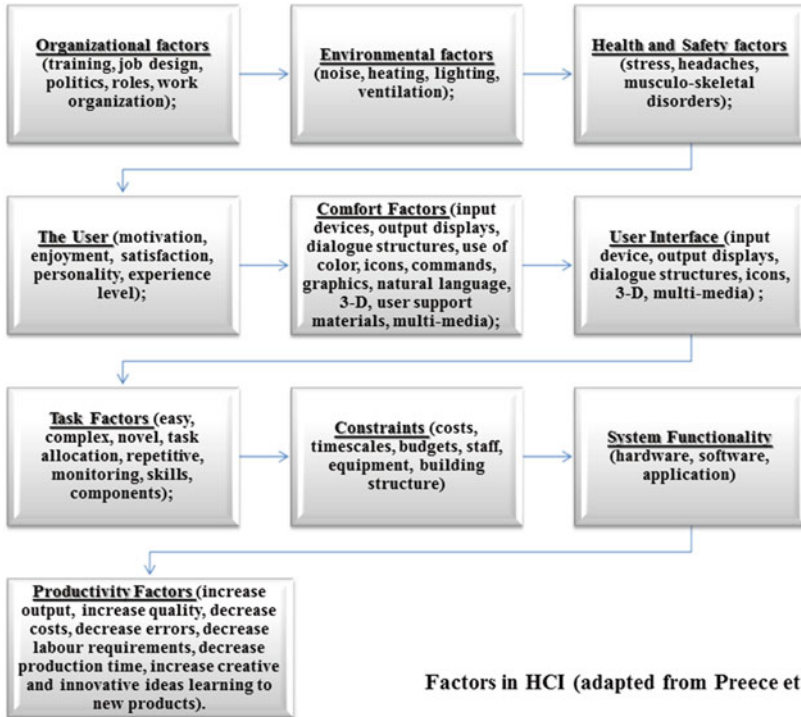 Organizational factors
(training, job design,
politics, roles, work
organization);
Environmental factors
(noise, heating, lighting,
ventilation);
Health and Safety factors
(stress, headaches,
musculo-skeletal
disorders);
The User (motivation,
enjoyment, satisfaction,
personality, experience
level);
Comfort Factors (input
devices, output displays,
dialogue structures, use of
color, icons, commands,
graphics, natural language,
3-D, user support
materials, multi-media);
User Interface (input
device, output displays,
dialogue structures, icons,
3-D, multi-media) ;
Task Factors (easy,
complex, novel, task
allocation, repetitive,
monitoring, skills,
components);
Constraints (costs,
timescales, budgets, staff,
equipment, building
structure)
System Functionality
(hardware, software,
application)
Productivity Factors (increase
output, increase quality, decrease
costs, decrease errors, decrease
labour requirements, decrease
production time, increase creative
and innovative ideas learning to
new products).
Factors in HCI (adapted from Preece et